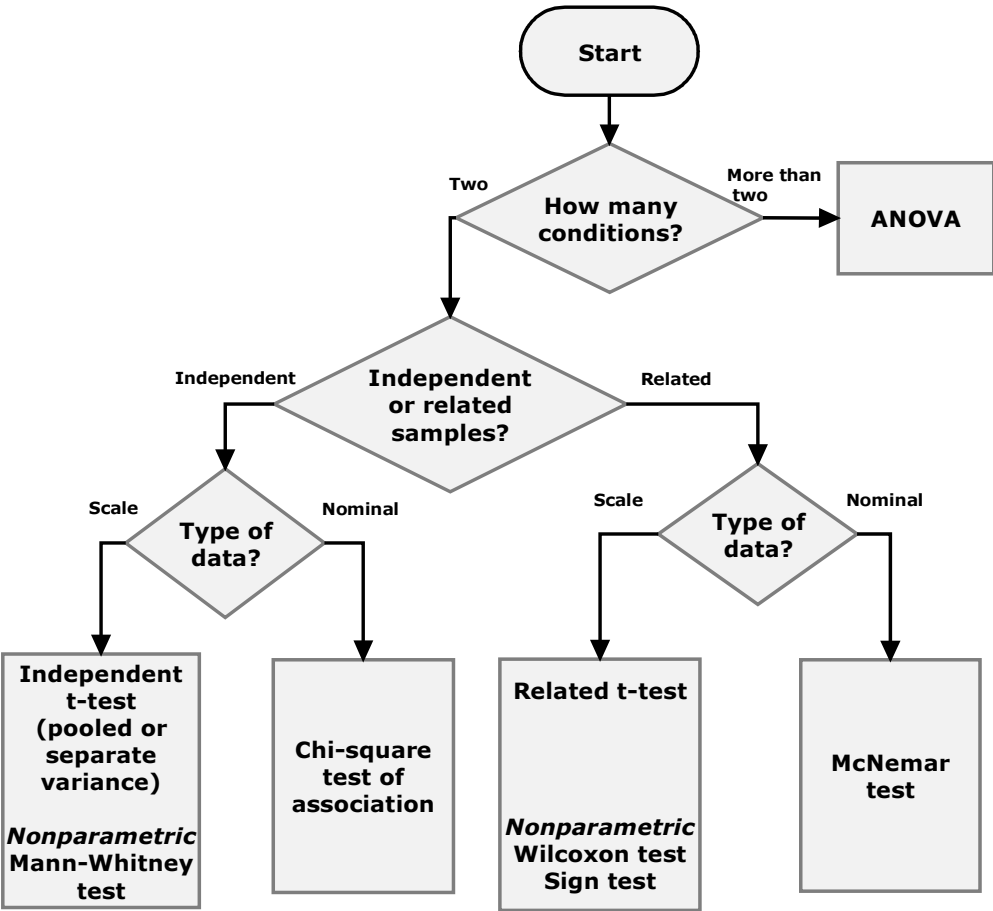 Start
Two
More than
two
How many
conditions?
ANOVA
Independent
Related
Independent
or related
samples?
Scale
Nominal
Type of
data?
Scale
Nominal
Type of
data?
Independent
t-test
(pooled or
separate
variance)
Nonparametric
Mann-Whitney
test
Chi-square
test of
association
Related t-test
Nonparametric
Wilcoxon test
Sign test
McNemar
test